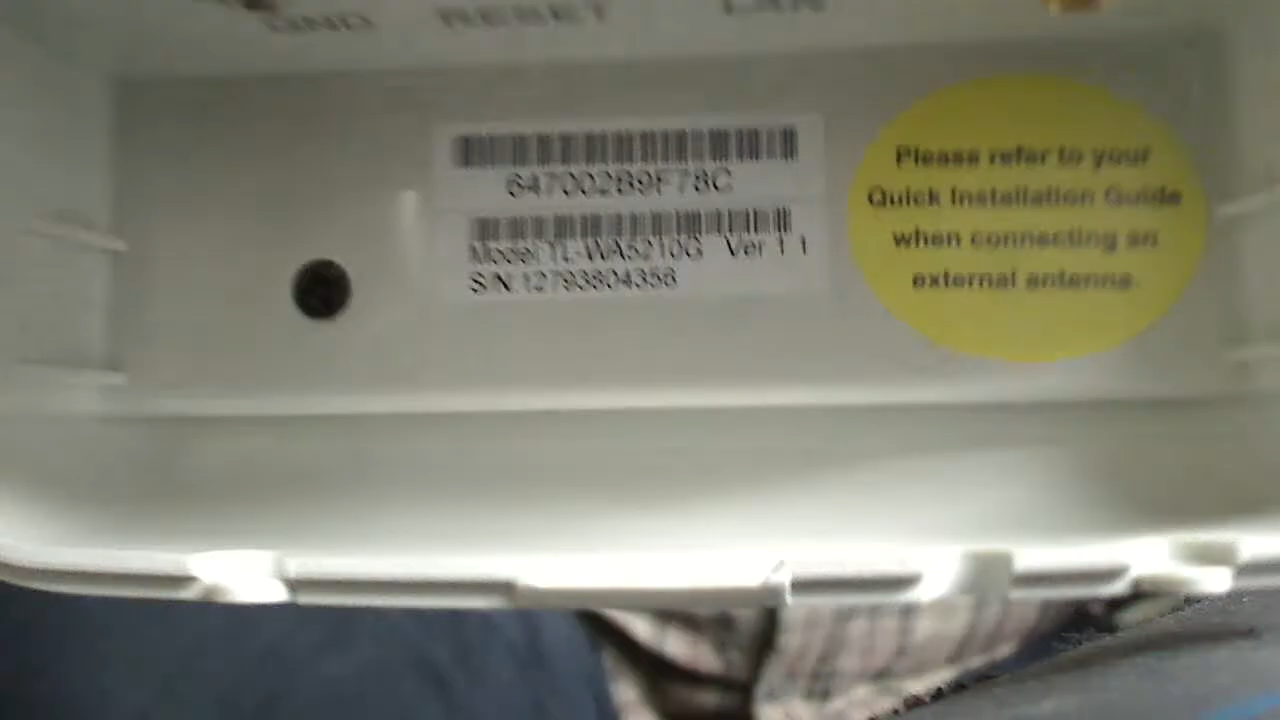 GND RESET LAN
647002B9F78C
Model:TL-WA5210G Ver 1.1
S/N:12793804356
Please refer to your
Quick Installation Guide
when connecting an
external antenna.